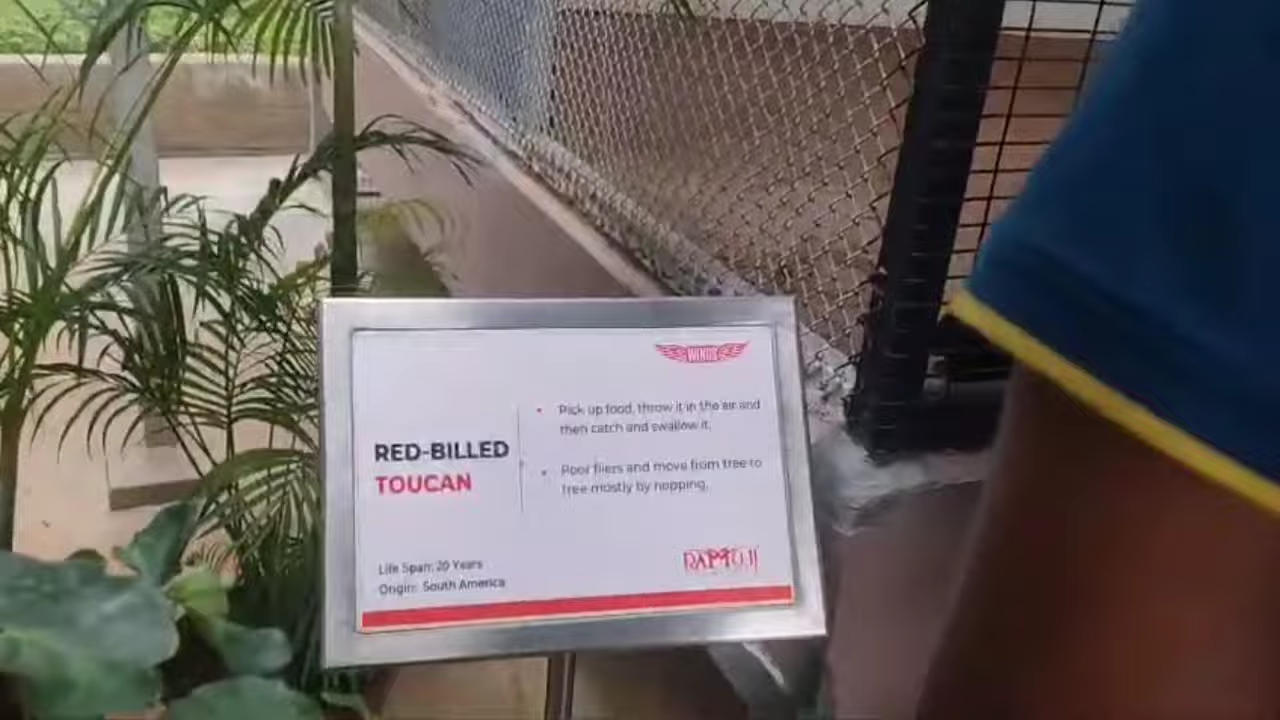 WINGS
RED-BILLED
TOUCAN
• Pick up food, throw it in the air and
then catch and swallow it.
• Poor fliers and move from tree to
tree mostly by hopping.
Life Span: 20 Years
Origin: South America
RAMOJI